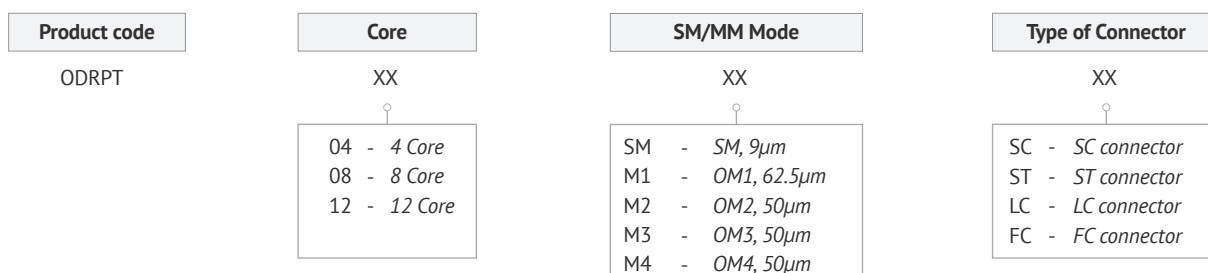 Product code
Core
SM/MM Mode
Type of Connector
ODRPT
XX
XX
XX
04 - 4 Core
08 - 8 Core
12 - 12 Core
SM - SM, 9µm
M1 - OM1, 62.5µm
M2 - OM2, 50µm
M3 - OM3, 50µm
M4 - OM4, 50µm
SC - SC connector
ST - ST connector
LC - LC connector
FC - FC connector